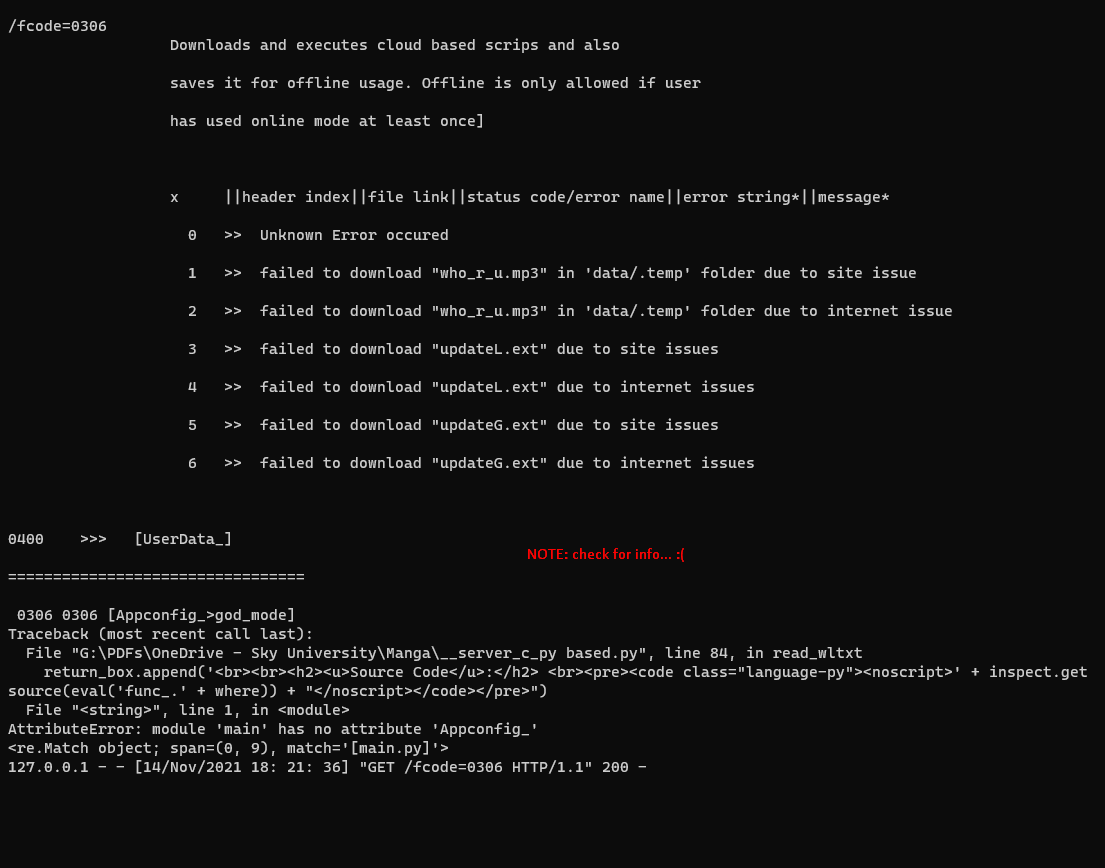 /fcode=0306
Downloads and executes cloud based scrips and also
saves it for offline usage. Offline is only allowed if user
has used online mode at least once]
x     ||header index||file link||status code/error name||error string*||message*
0   >>  Unknown Error occured
1   >>  failed to download "who_r_u.mp3" in 'data/.temp' folder due to site issue
2   >>  failed to download "who_r_u.mp3" in 'data/.temp' folder due to internet issue
3   >>  failed to download "updateL.ext" due to site issues
4   >>  failed to download "updateL.ext" due to internet issues
5   >>  failed to download "updateG.ext" due to site issues
6   >>  failed to download "updateG.ext" due to internet issues
0400    >>>   [UserData_]
NOTE: check for Info... :(
=================================
0306 0306 [Appconfig_>god_mode]
Traceback (most recent call last):
File "G:\PDFs\OneDrive - Sky University\Manga\__server_c_py based.py", line 84, in read_wltxt
return_box.append('<br><br><h2><u>Source Code</u>:</h2> <br><pre><code class="language-py"><noscript>' + inspect.get
source(eval('func_.' + where)) + "</noscript></code></pre>")
File "<string>", line 1, in <module>
AttributeError: module 'main' has no attribute 'Appconfig_'
<re.Match object; span=(0, 9), match='[main.py]'>
127.0.0.1 - - [14/Nov/2021 18: 21: 36] "GET /fcode=0306 HTTP/1.1" 200 -